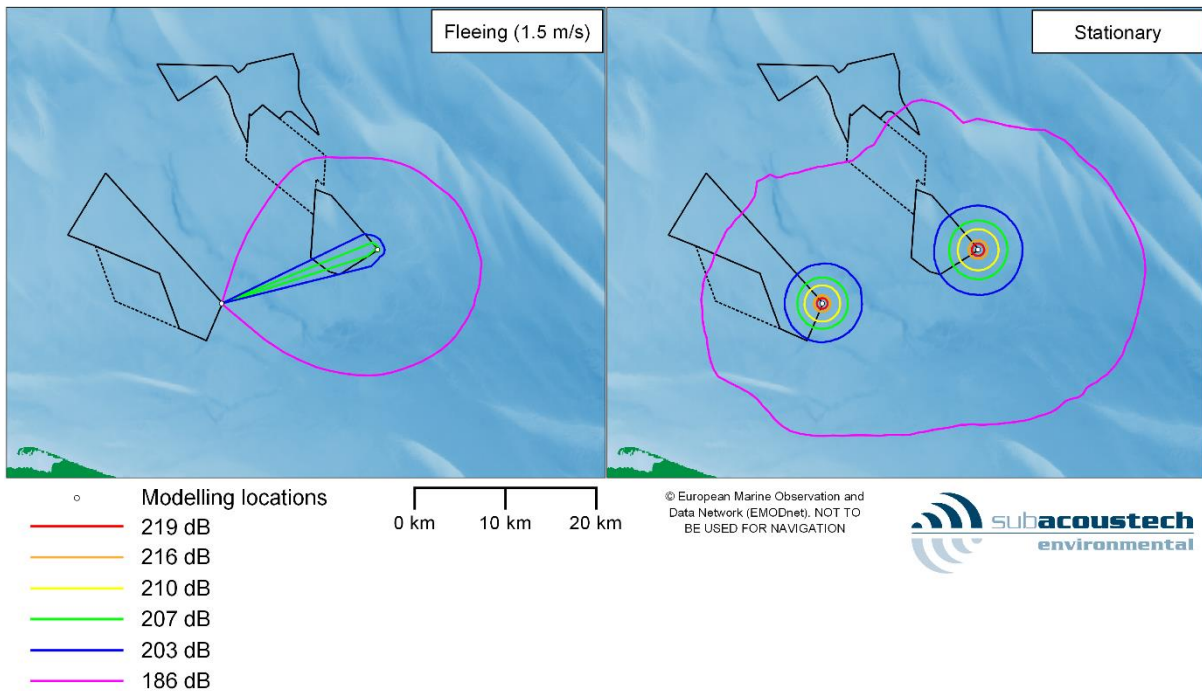 Fleeing (1.5 m/s)
Stationary
Modelling locations
219 dB
216 dB
210 dB
207 dB
203 dB
186 dB
0 km 10 km 20 km
© European Marine Observation and
Data Network (EMODnet). NOT TO
BE USED FOR NAVIGATION
subacoustech
environmental